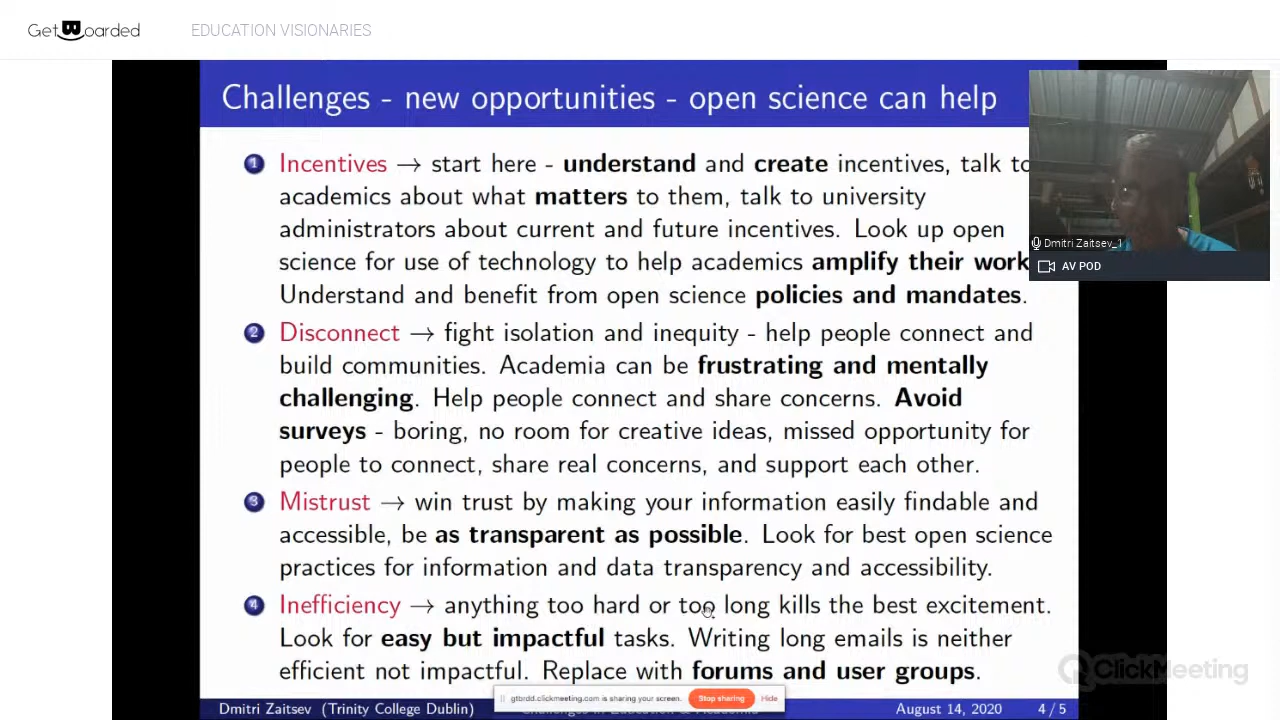 GetBoarded
EDUCATION VISIONARIES
Challenges - new opportunities - open science can help
1 Incentives → start here - understand and create incentives, talk to
academics about what matters to them, talk to university
administrators about current and future incentives. Look up open
science for use of technology to help academics amplify their work
Understand and benefit from open science policies and mandates.
2 Disconnect → fight isolation and inequity - help people connect and
build communities. Academia can be frustrating and mentally
challenging. Help people connect and share concerns. Avoid
surveys - boring, no room for creative ideas, missed opportunity for
people to connect, share real concerns, and support each other.
3 Mistrust → win trust by making your information easily findable and
accessible, be as transparent as possible. Look for best open science
practices for information and data transparency and accessibility.
4 Inefficiency → anything too hard or too long kills the best excitement.
Look for easy but impactful tasks. Writing long emails is neither
efficient not impactful. Replace with forums and user groups.
Dmitri Zaitsev_1
AV POD
ClickMeeting
gtbrdd.clickmeeting.com is sharing your screen. Stop sharing Hide
Dmitri Zaitsev (Trinity College Dublin) August 14, 2020 4 / 5